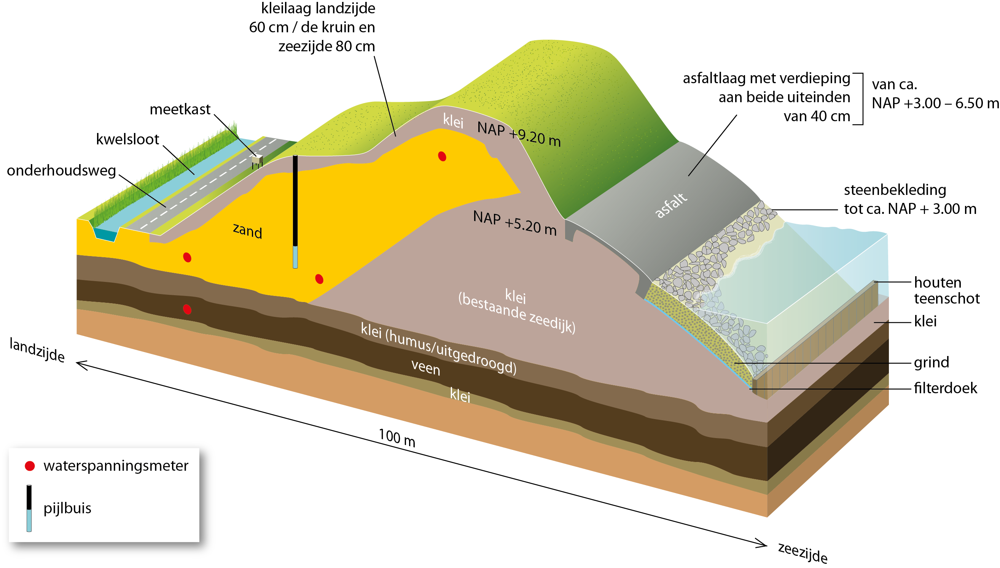 kleilaag landzijde
60 cm / de kruin en
zeezijde 80 cm
asfaltlaag met verdieping
aan beide uiteinden
van 40 cm
van ca.
NAP +3.00 – 6.50 m
meetkast
kwelsloot
onderhoudsweg
klei
NAP +9.20 m
steenbekleding
tot ca. NAP + 3.00 m
asfalt
NAP +5.20 m
zand
klei
(bestaande zeedijk)
houten
teenschot
klei
grind
filterdoek
klei (humus/uitgedroogd)
veen
klei
landzijde
100 m
zeezijde
waterspanningsmeter
pijlbuis